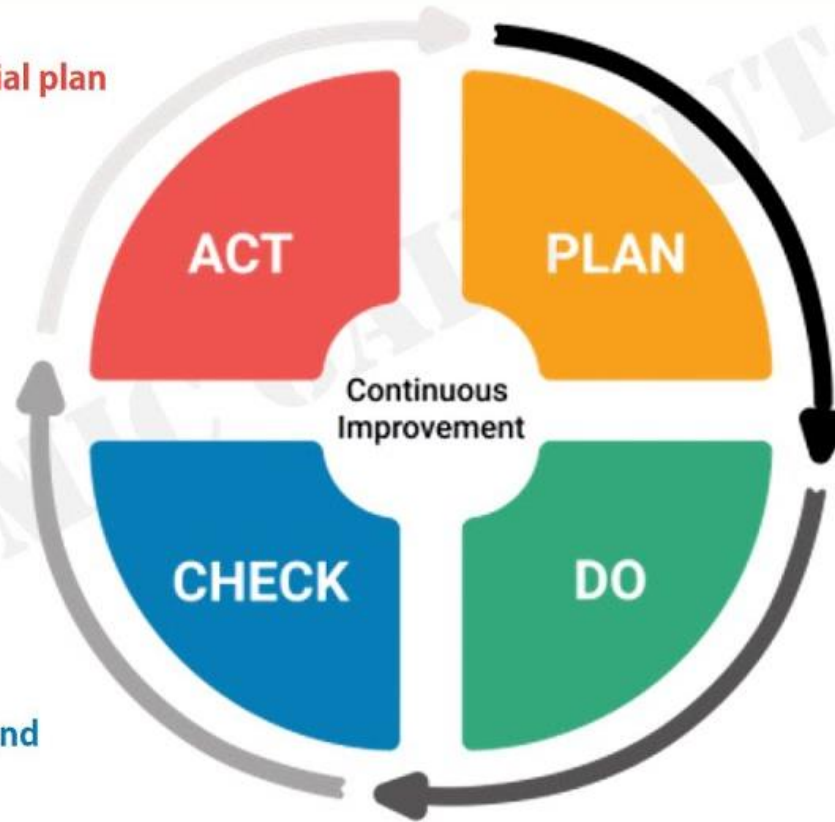 ial plan
ACT
PLAN
Continuous
Improvement
CHECK
DO
nd